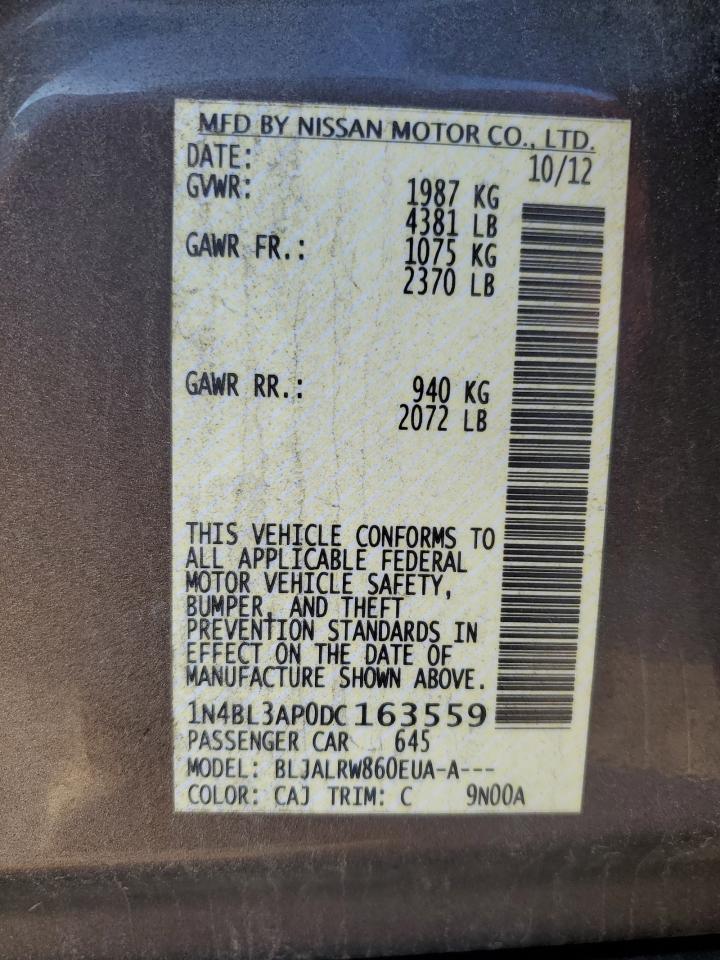 MFD BY NISSAN MOTOR CO., LTD.
DATE: 10/12
GVWR: 1987 KG
4381 LB
GAWR FR.: 1075 KG
2370 LB
GAWR RR.: 940 KG
2072 LB
THIS VEHICLE CONFORMS TO
ALL APPLICABLE FEDERAL
MOTOR VEHICLE SAFETY,
BUMPER, AND THEFT
PREVENTION STANDARDS IN
EFFECT ON THE DATE OF
MANUFACTURE SHOWN ABOVE.
1N4BL3AP0DC163559
PASSENGER CAR 645
MODEL: BLJALRW860EUA-A---
COLOR: CAJ TRIM: C 9N00A